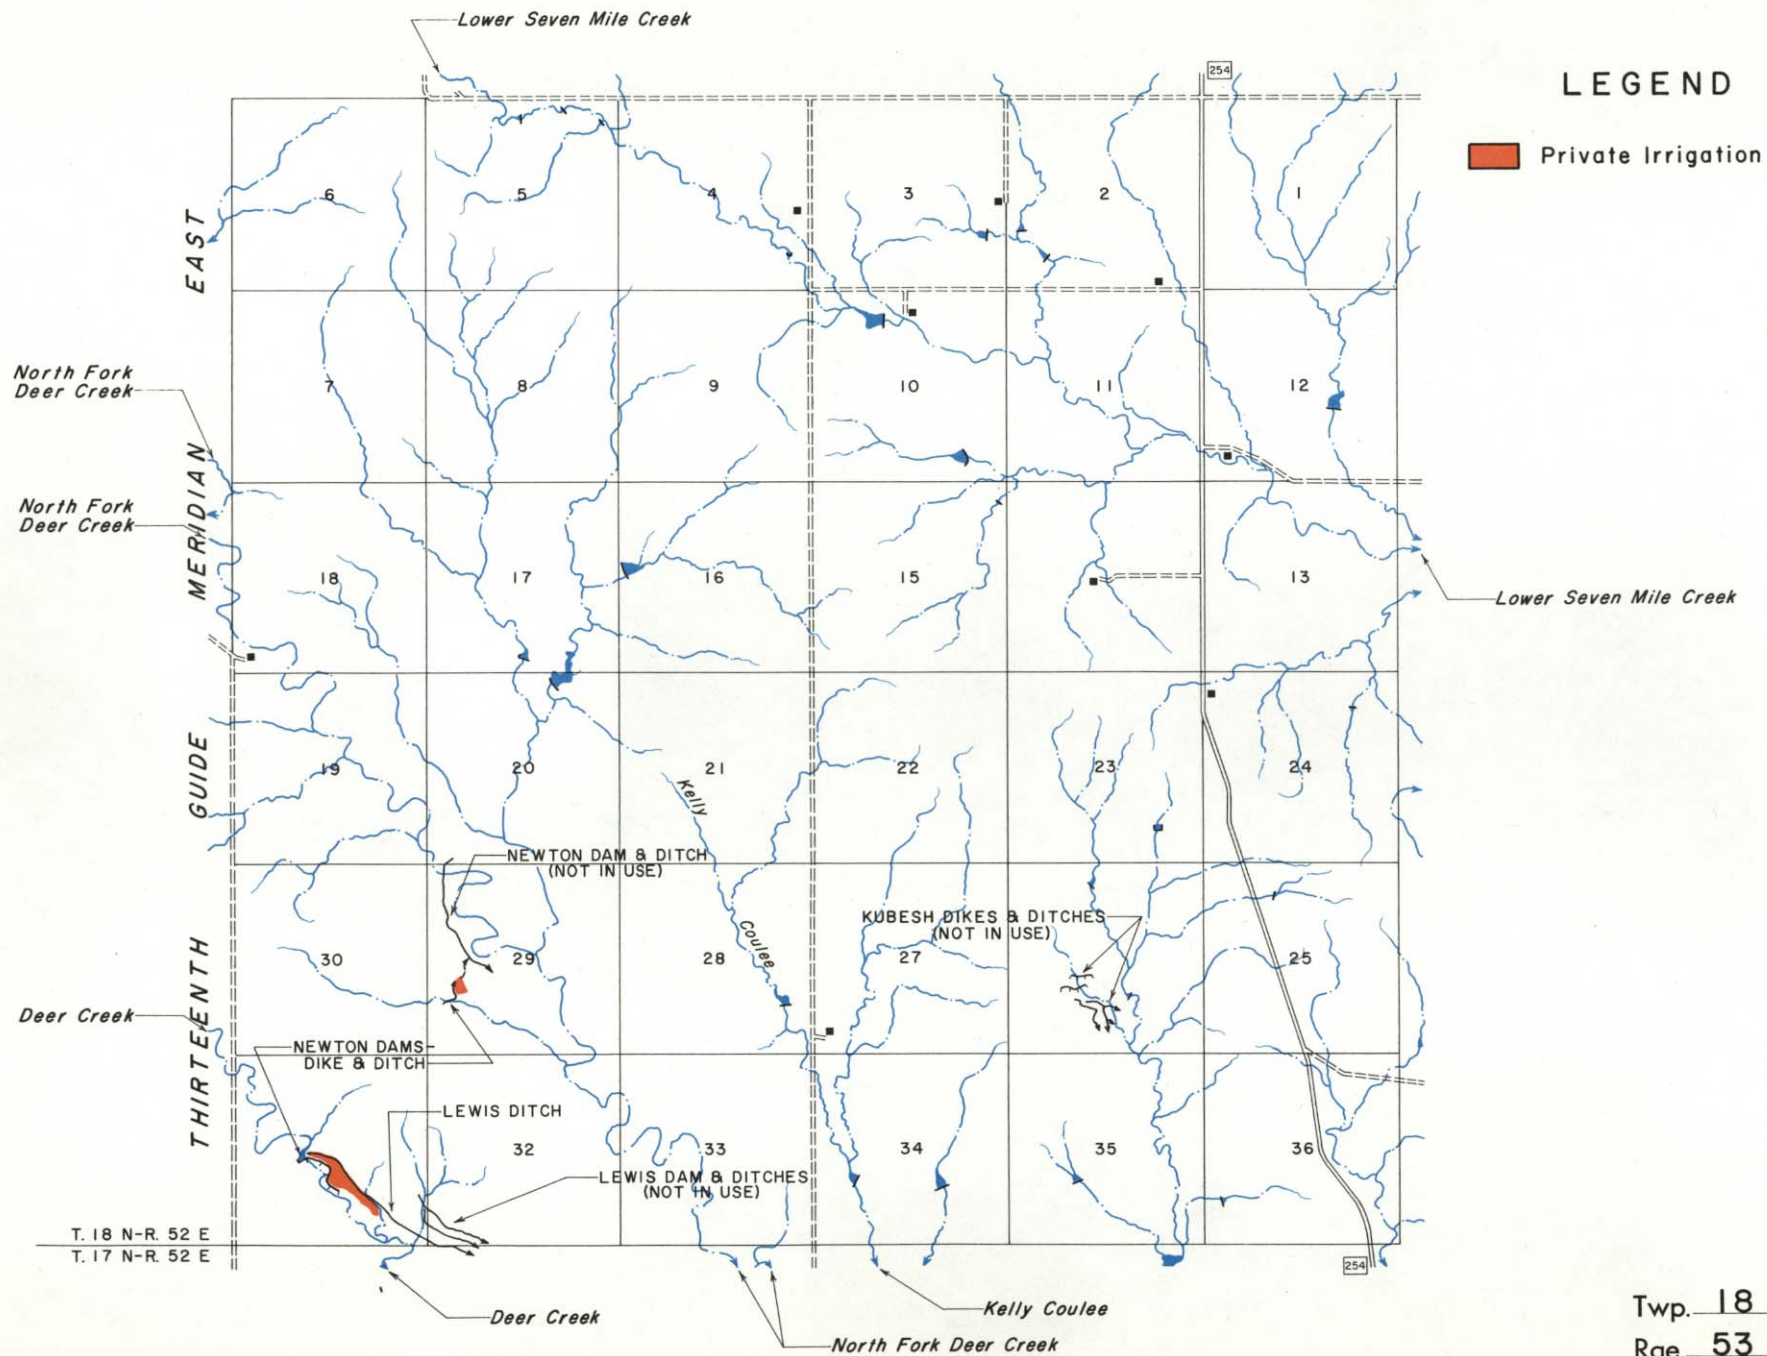 Lower Seven Mile Creek
254
LEGEND
Private Irrigation
6
5
4
3
2
1
EAST
North Fork
Deer Creek
7
8
9
10
11
12
MERIDIAN
North Fork
Deer Creek
18
17
16
15
13
Lower Seven Mile Creek
GUIDE
19
20
21
22
23
24
Kelly
Coulee
NEWTON DAM & DITCH
(NOT IN USE)
KUBESH DIKES & DITCHES
(NOT IN USE)
30
29
28
27
25
Deer Creek
THIRTEENTH
NEWTON DAMS
DIKE & DITCH
LEWIS DITCH
32
33
34
35
36
LEWIS DAM & DITCHES
(NOT IN USE)
T. 18 N-R. 52 E
T. 17 N-R. 52 E
254
Deer Creek
Kelly Coulee
North Fork Deer Creek
Twp. 18
Rge 53